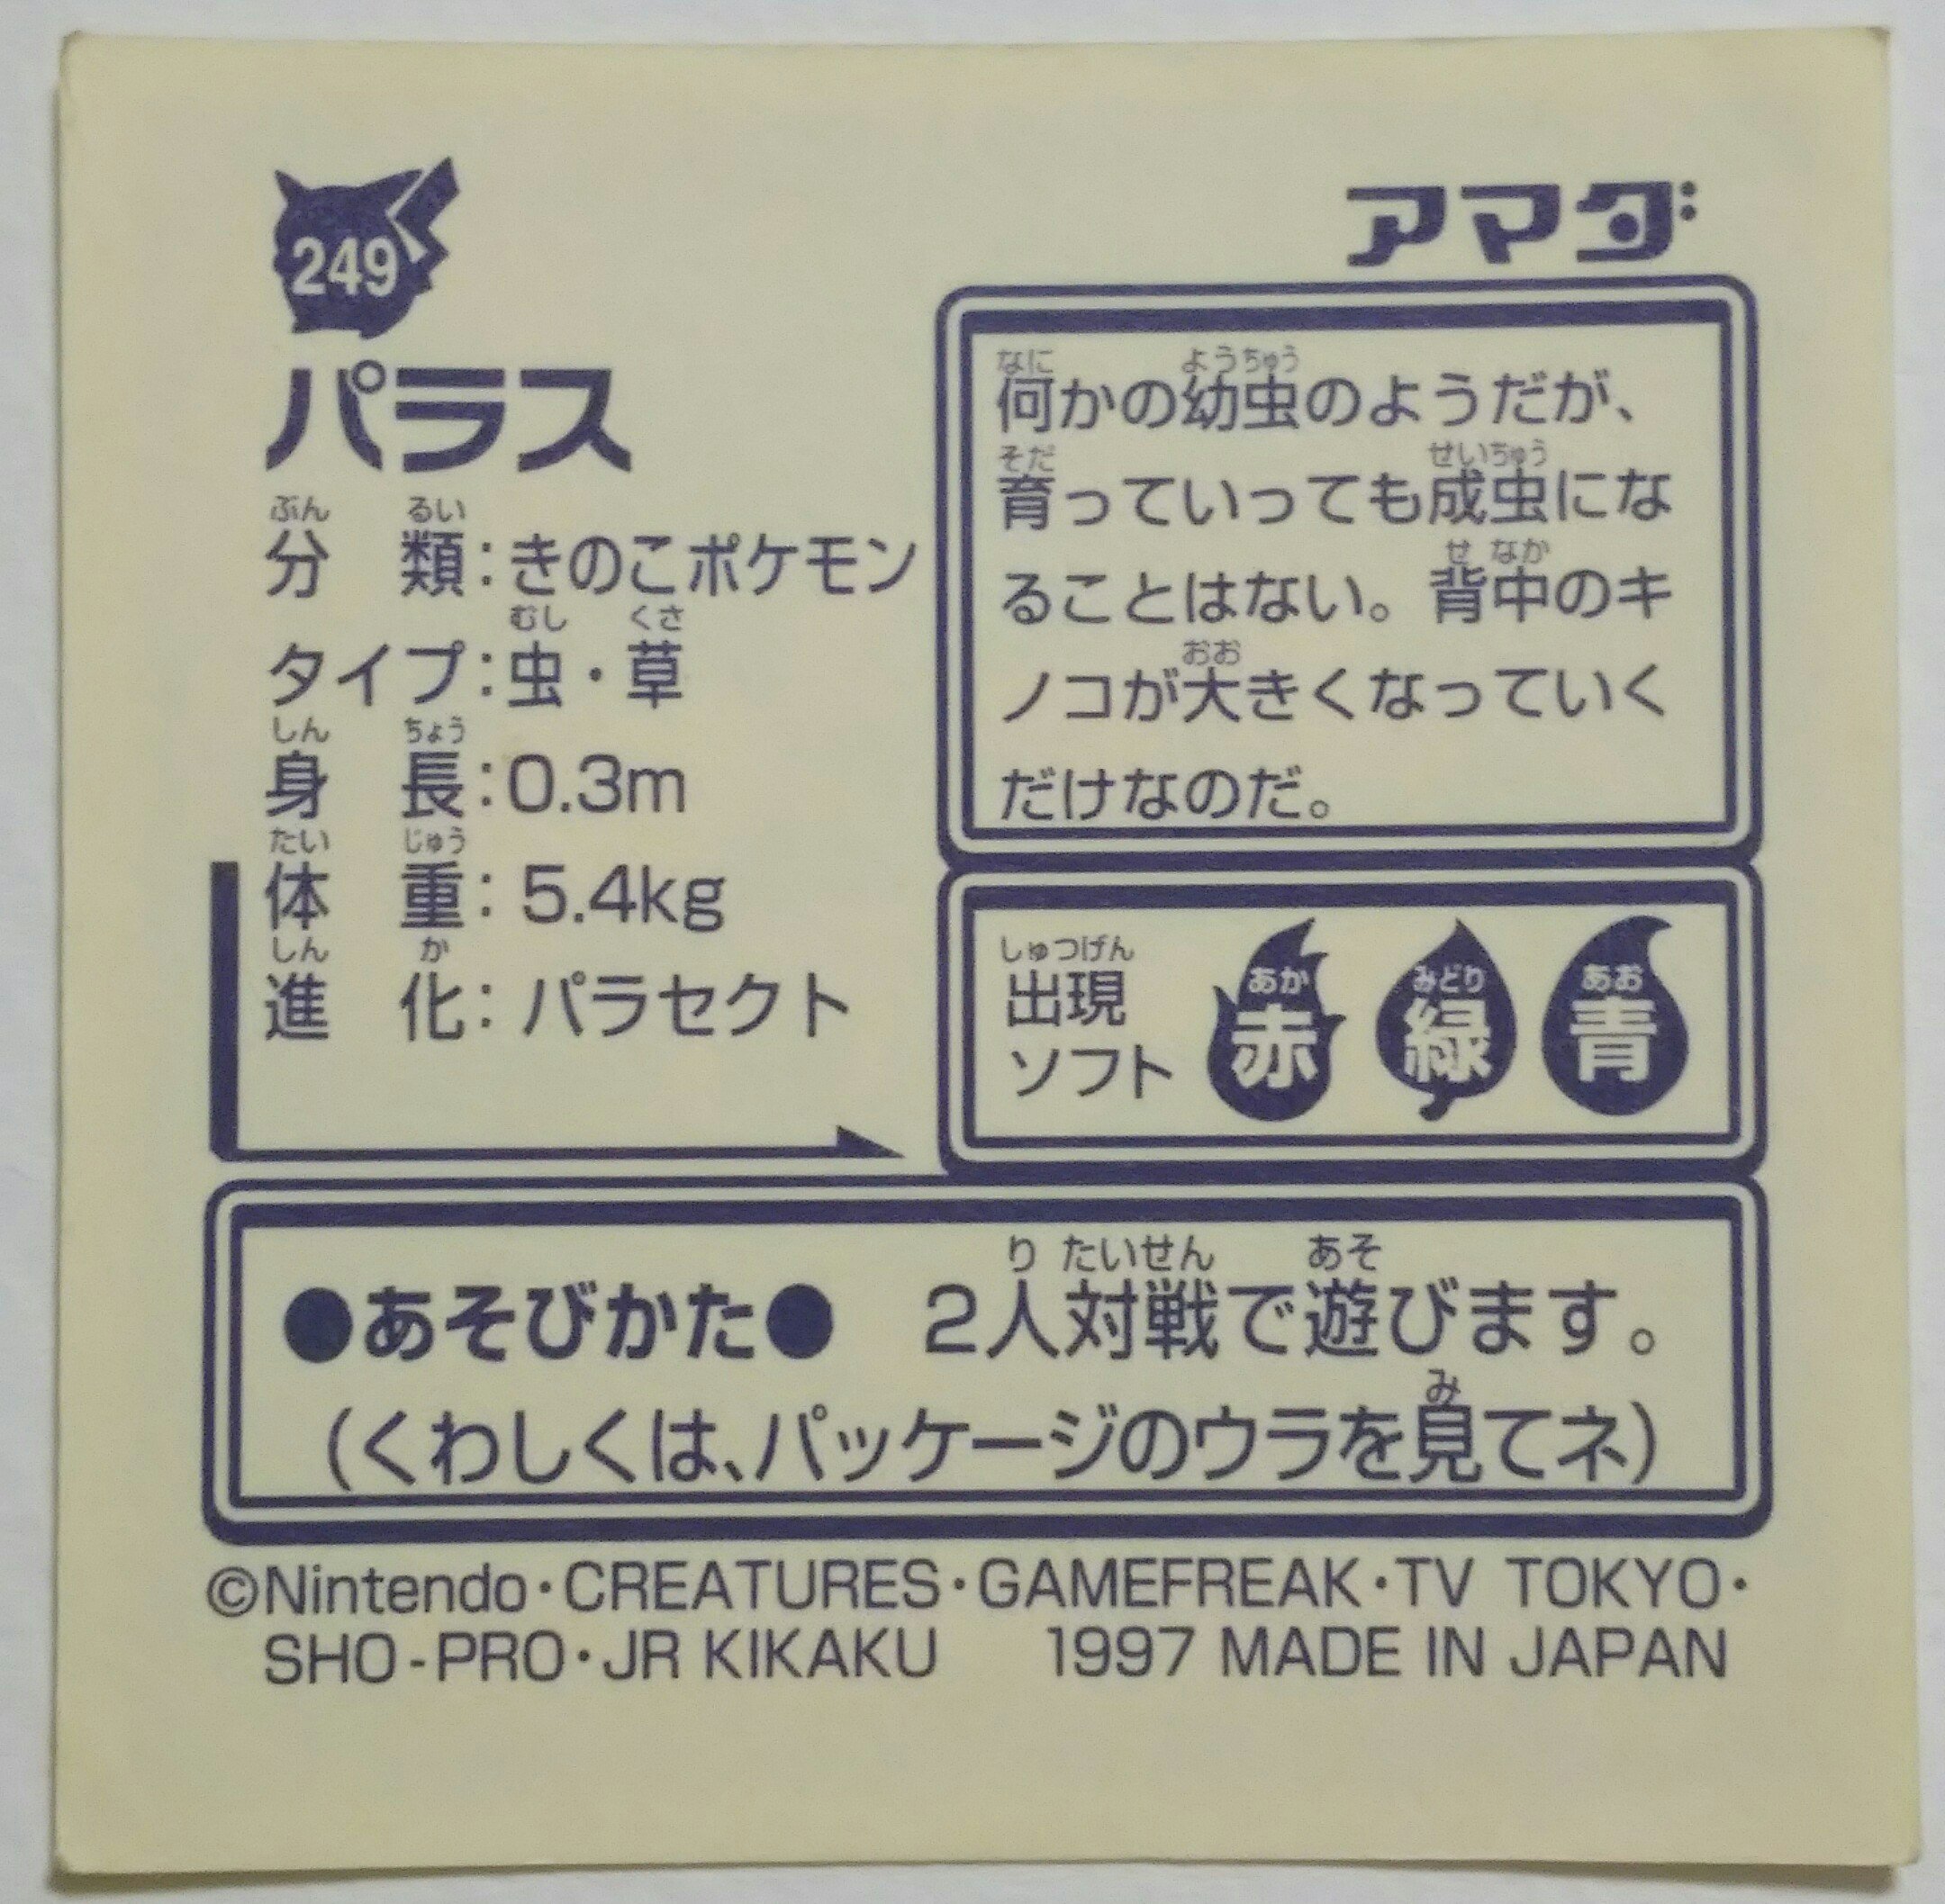 249
アマダ
パラス
分類:きのこポケモン
タイプ:虫・草
身長:0.3m
体重:5.4kg
進化:パラセクト
何かの幼虫のようだが、
育っていっても成虫にな
ることはない。背中のキ
ノコが大きくなっていく
だけなのだ。
出現
ソフト
赤 緑 青
●あそびかた● 2人対戦で遊びます。
(くわしくは、パッケージのウラを見てネ)
©Nintendo・CREATURES・GAMEFREAK・TV TOKYO・
SHO-PRO・JR KIKAKU 1997 MADE IN JAPAN